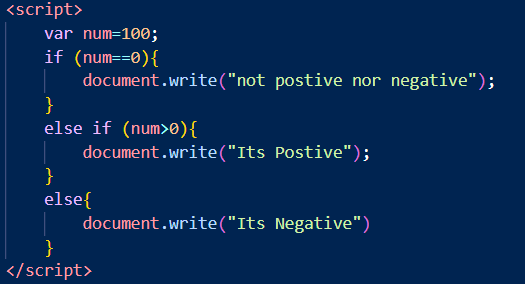 <script>
    var num=100;
    if (num==0){
        document.write("not postive nor negative");
    }
    else if (num>0){
        document.write("Its Postive");
    }
    else{
        document.write("Its Negative")
    }
</script>